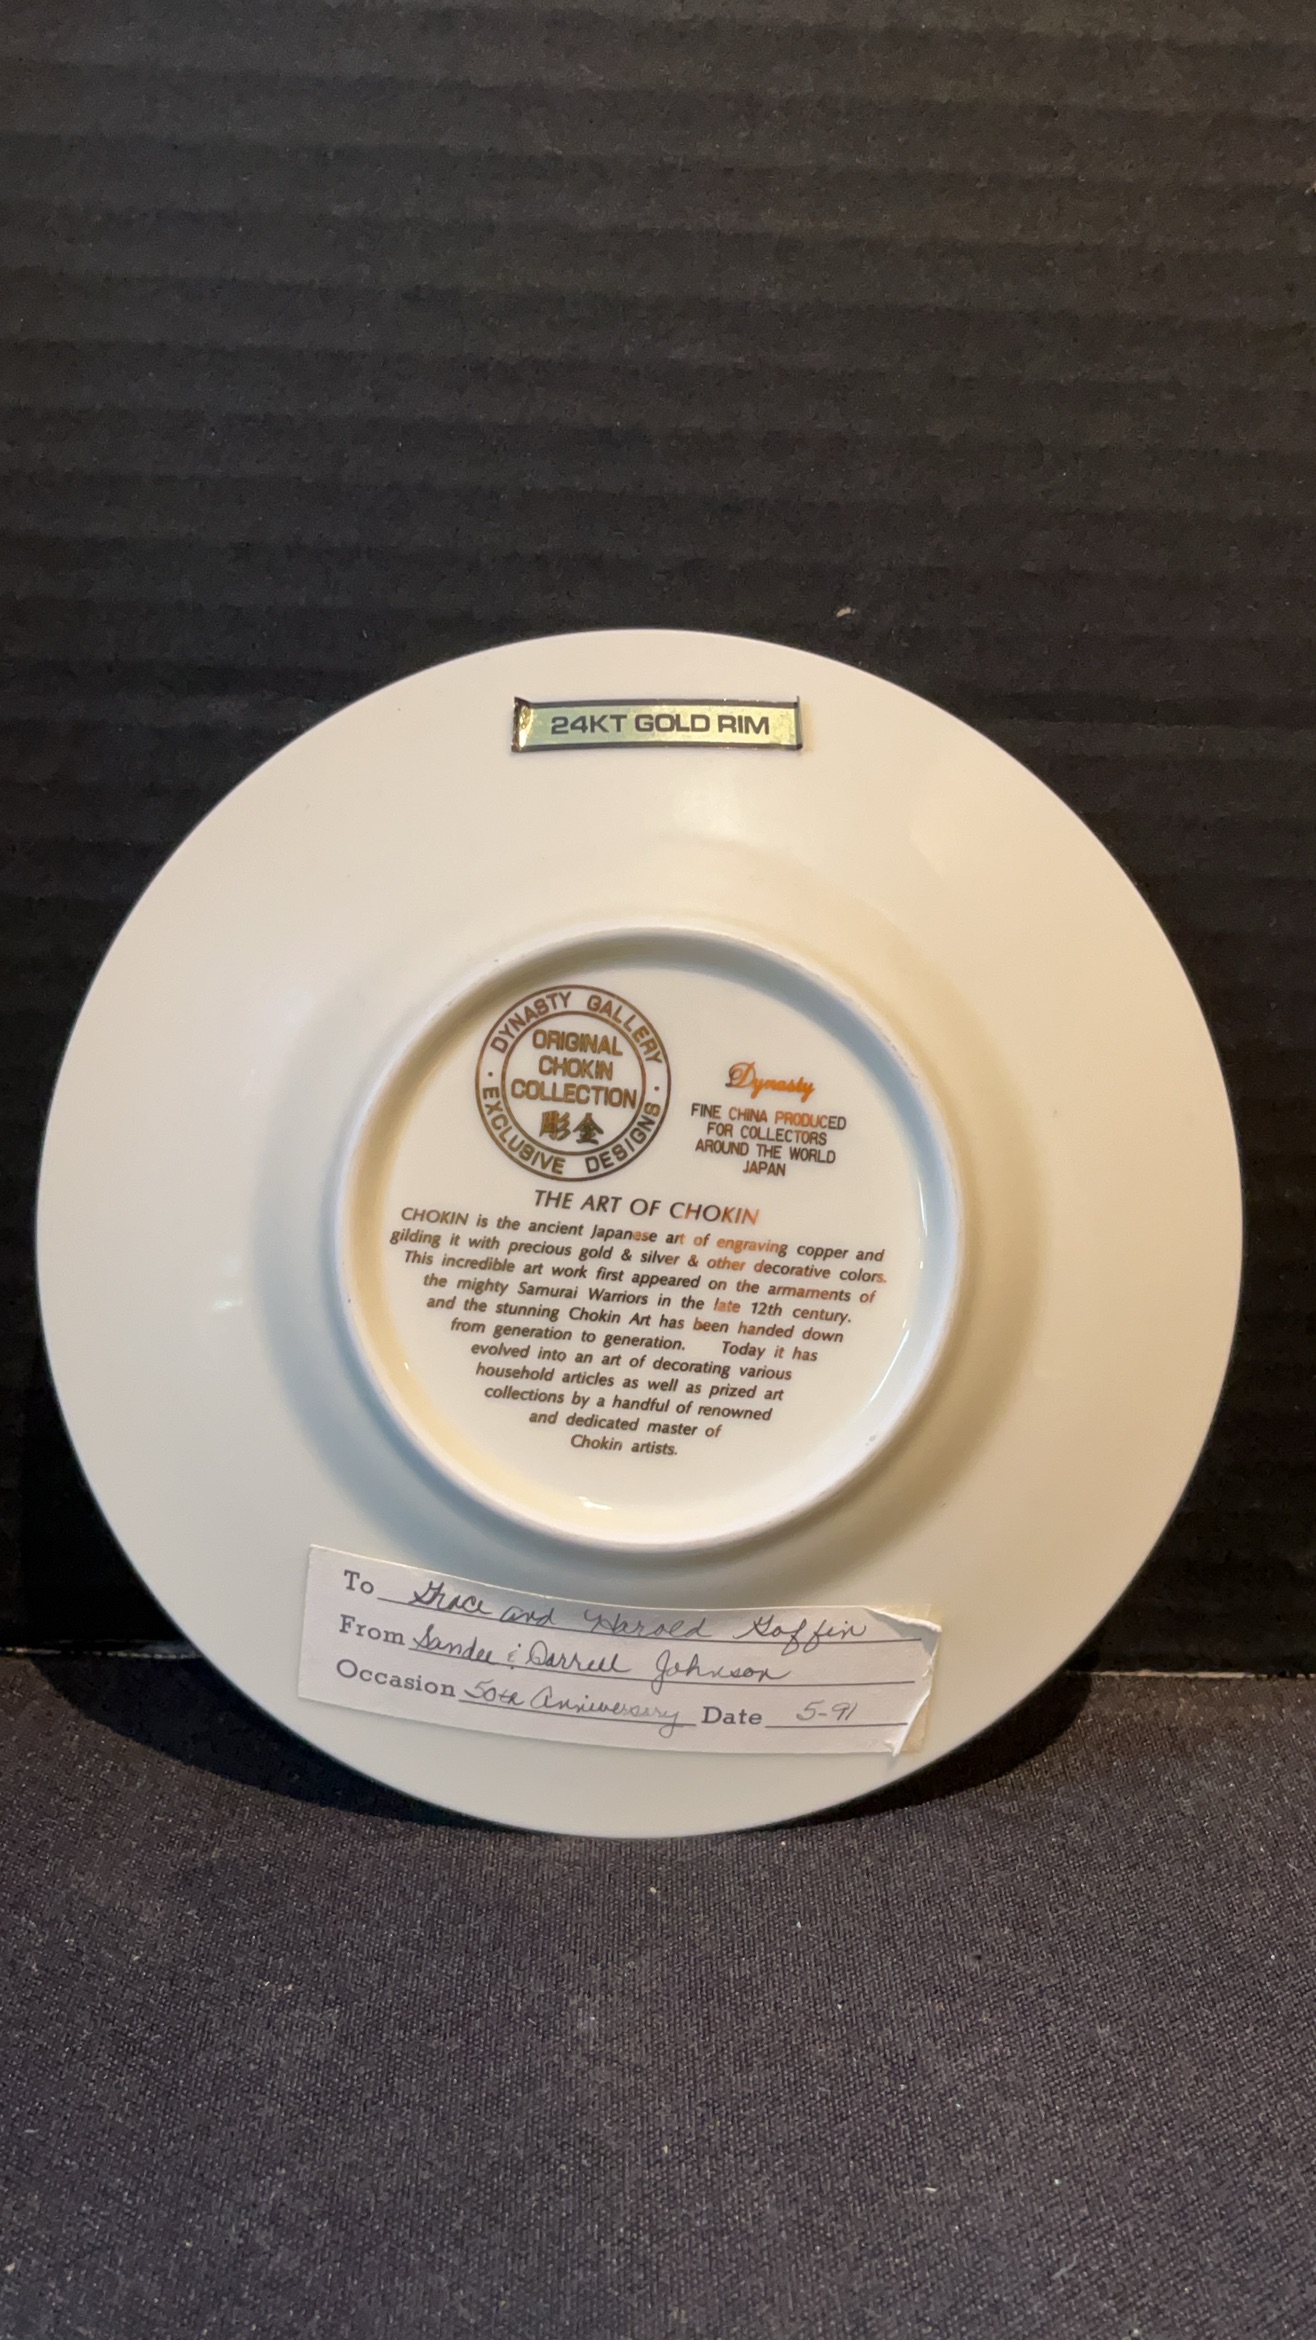 24KT GOLD RIM
DYNASTY GALLERY
ORIGINAL
CHOKIN
COLLECTION
彫金
· EXCLUSIVE DESIGNS ·
Dynasty
FINE CHINA PRODUCED
FOR COLLECTORS
AROUND THE WORLD
JAPAN
THE ART OF CHOKIN
CHOKIN is the ancient Japanese art of engraving copper and
gilding it with precious gold & silver & other decorative colors.
This incredible art work first appeared on the armaments of
the mighty Samurai Warriors in the late 12th century.
and the stunning Chokin Art has been handed down
from generation to generation. Today it has
evolved into an art of decorating various
household articles as well as prized art
collections by a handful of renowned
and dedicated master of
Chokin artists.
To Grace and Harold Goffin
From Sandee & Darrell Johnson
Occasion 50th Anniversary Date 5-91